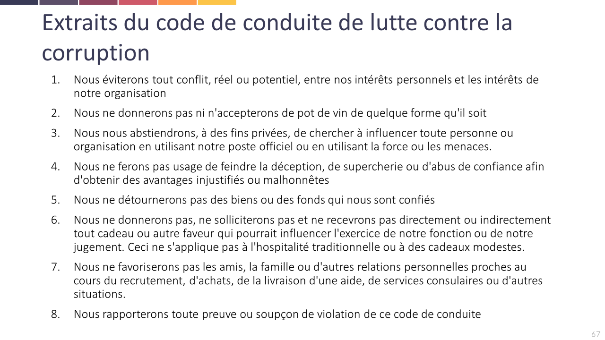 Extraits du code de conduite de lutte contre la
corruption
1. Nous éviterons tout conflit, réel ou potentiel, entre nos intérêts personnels et les intérêts de
notre organisation
2. Nous ne donnerons pas ni n'accepterons de pot de vin de quelque forme qu'il soit
3. Nous nous abstiendrons, à des fins privées, de chercher à influencer toute personne ou
organisation en utilisant notre poste officiel ou en utilisant la force ou les menaces.
4. Nous ne ferons pas usage de feindre la déception, de supercherie ou d'abus de confiance afin
d'obtenir des avantages injustifiés ou malhonnêtes
5. Nous ne détournerons pas des biens ou des fonds qui nous sont confiés
6. Nous ne donnerons pas, ne solliciterons pas et ne recevrons pas directement ou indirectement
tout cadeau ou autre faveur qui pourrait influencer l'exercice de notre fonction ou de notre
jugement. Ceci ne s'applique pas à l'hospitalité traditionnelle ou à des cadeaux modestes.
7. Nous ne favoriserons pas les amis, la famille ou d'autres relations personnelles proches au
cours du recrutement, d'achats, de la livraison d'une aide, de services consulaires ou d'autres
situations.
8. Nous rapporterons toute preuve ou soupçon de violation de ce code de conduite
67